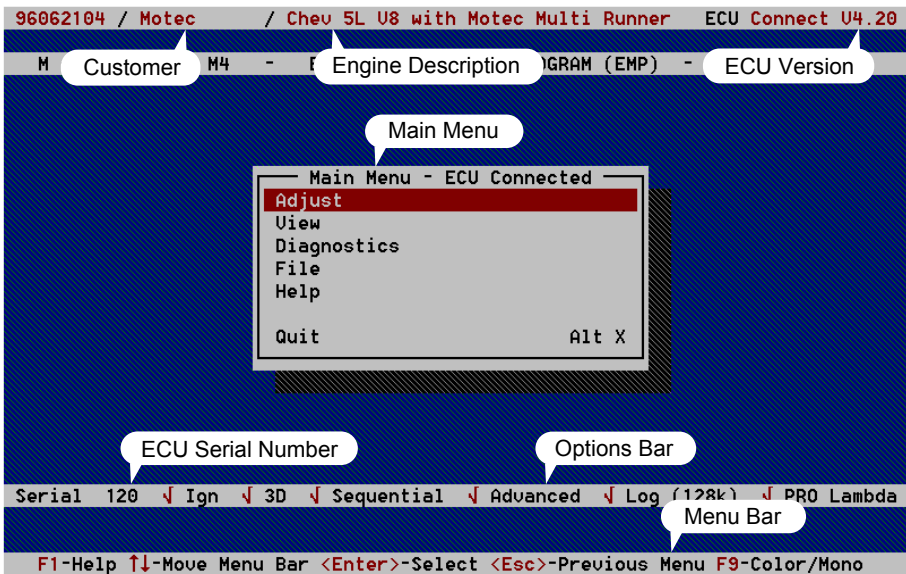 96062104 / Motec / Chev 5L V8 with Motec Multi Runner ECU Connect V4.20
Customer
Engine Description
ECU Version
M M4 - E OGRAM (EMP) -
Main Menu
Main Menu - ECU Connected
Adjust
View
Diagnostics
File
Help
Quit Alt X
ECU Serial Number
Options Bar
Serial 120 √ Ign √ 3D √ Sequential √ Advanced √ Log (128k) √ PRO Lambda
Menu Bar
F1-Help ↑↓-Move Menu Bar <Enter>-Select <Esc>-Previous Menu F9-Color/Mono